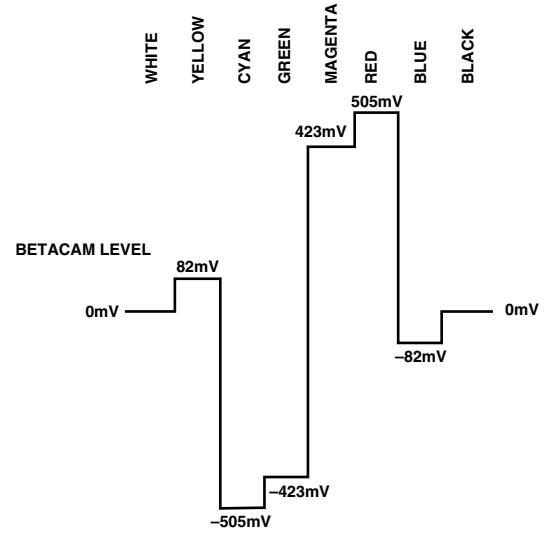 WHITE
YELLOW
CYAN
GREEN
MAGENTA
RED
BLUE
BLACK
505mV
423mV
BETACAM LEVEL
82mV
0mV
0mV
–82mV
–423mV
–505mV